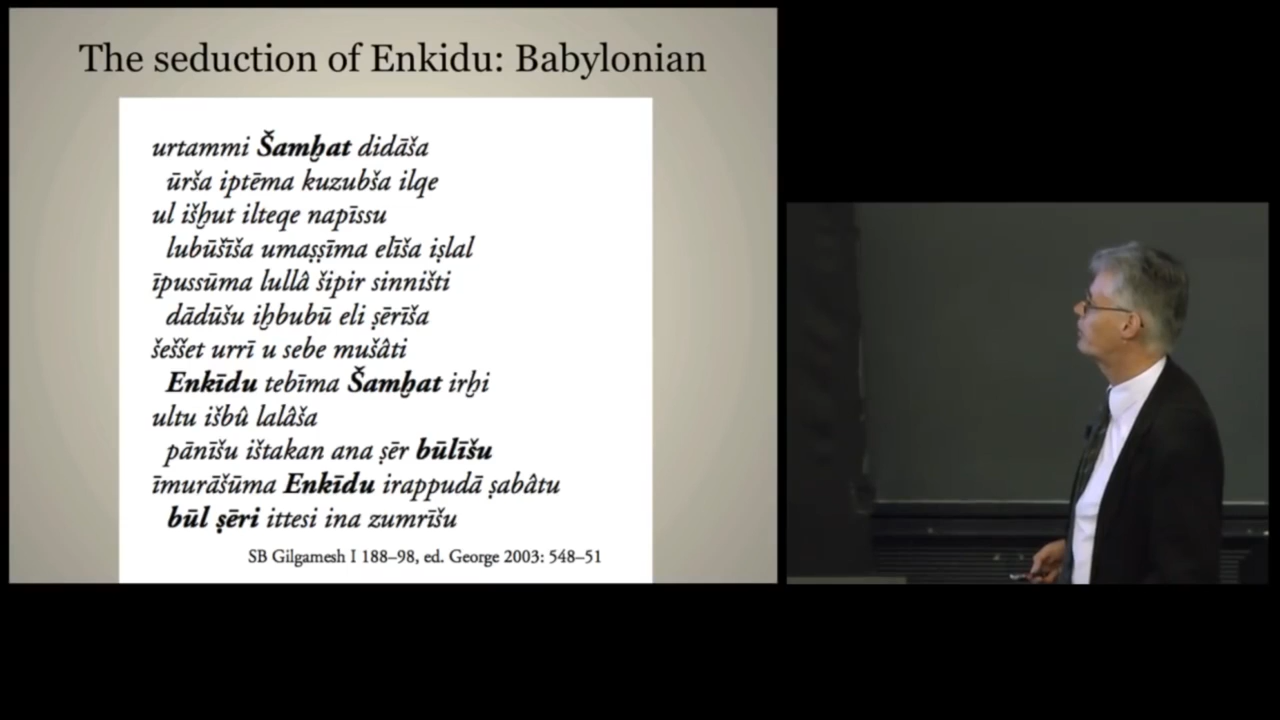 The seduction of Enkidu: Babylonian
urtammi Šamḫat didāša
ūrša iptēma kuzubša ilqe
ul išḫut ilteqe napīssu
lubūšīša umaṣṣīma elīša iṣlal
īpussūma lullâ šipir sinništi
dādūšu iḫbubū eli ṣērīša
šeššet urrī u sebe mušâti
Enkīdu tebīma Šamḫat irḫi
ultu išbû lalâša
pānīšu ištakan ana ṣēr būlīšu
īmurāšūma Enkīdu irappudā ṣabâtu
būl ṣēri ittesi ina zumrīšu
SB Gilgamesh I 188–98, ed. George 2003: 548–51